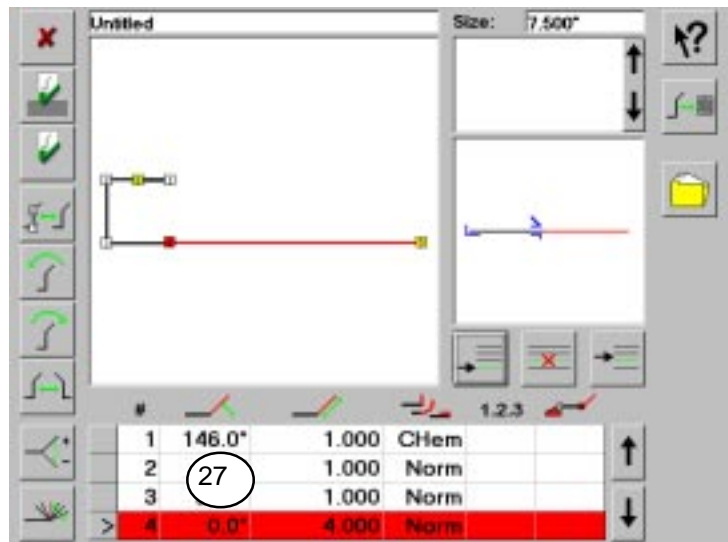 Untitled
Size: 7.500"
?
# 1.2.3
1 146.0° 1.000 CHem
2 1.000 Norm
27
3 1.000 Norm
> 4 0.0° 4.000 Norm